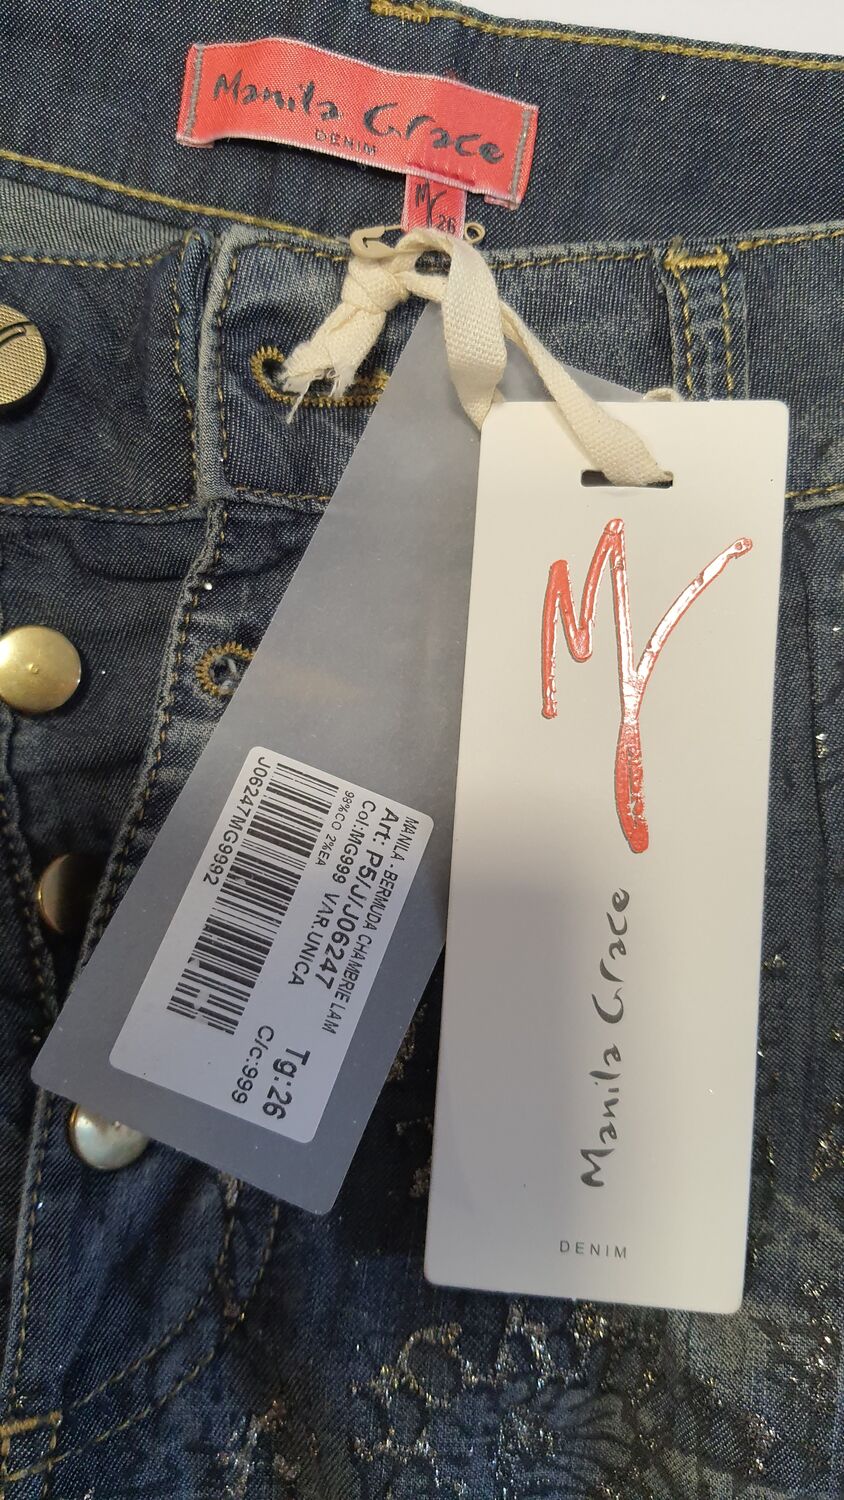 Manila Grace
DENIM
26
MANILA - BERMUDA CHAMBRIE LAM
Art: P5/J/J06247
Col:MG999 VAR.UNICA
98%CO 2%EA
Tg:26
C/c:999
J06247MG9992
Manila Grace
DENIM